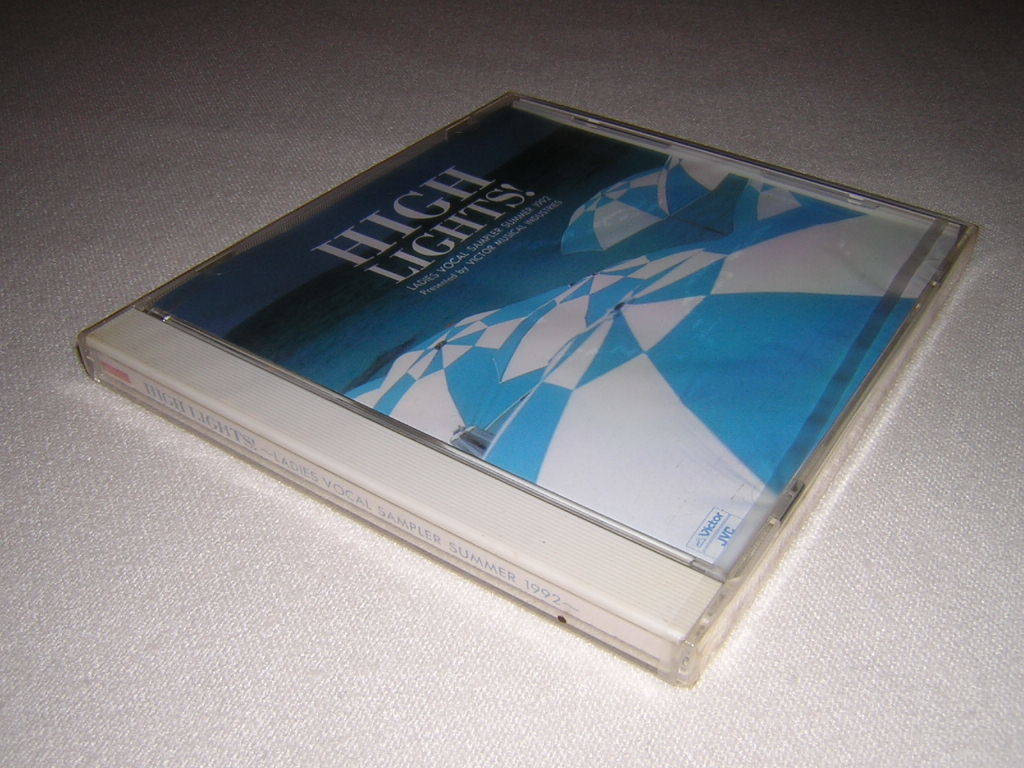 HIGH
LIGHTS!
LADIES VOCAL SAMPLER SUMMER 1992
Presented by VICTOR MUSICAL INDUSTRIES
Victor
JVC
HIGH LIGHTS! ~LADIES VOCAL SAMPLER SUMMER 1992~